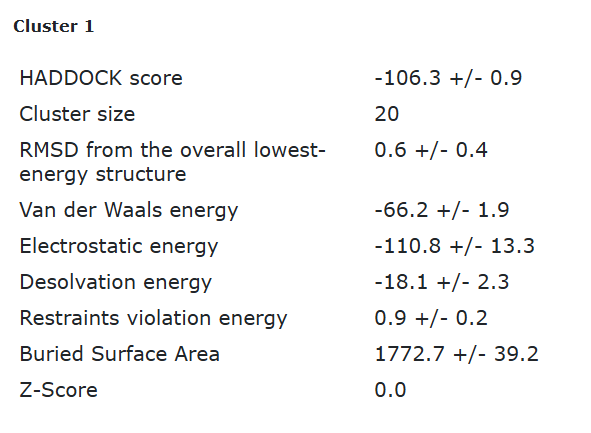 Cluster 1
HADDOCK score -106.3 +/- 0.9
Cluster size 20
RMSD from the overall lowest- 0.6 +/- 0.4
energy structure
Van der Waals energy -66.2 +/- 1.9
Electrostatic energy -110.8 +/- 13.3
Desolvation energy -18.1 +/- 2.3
Restraints violation energy 0.9 +/- 0.2
Buried Surface Area 1772.7 +/- 39.2
Z-Score 0.0